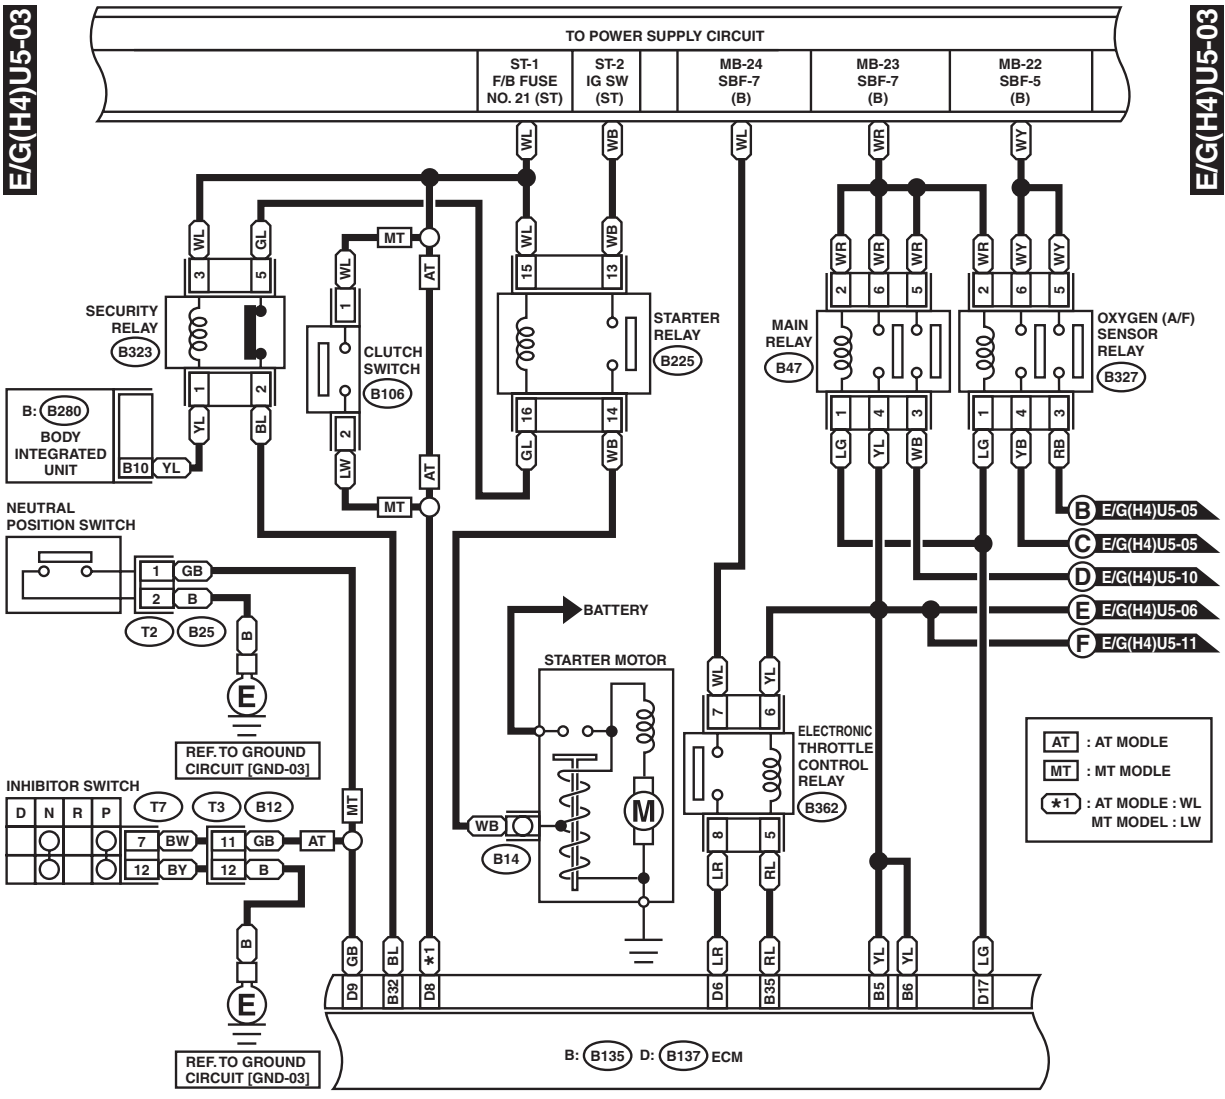 E/G(H4)U5-03
E/G(H4)U5-03
TO POWER SUPPLY CIRCUIT
ST-1
F/B FUSE
NO. 21 (ST)
ST-2
IG SW
(ST)
MB-24
SBF-7
(B)
MB-23
SBF-7
(B)
MB-22
SBF-5
(B)
WL
WB
WL
WR
WY
WL
GL
MT
WL
AT
WL
WB
WR
WR
WR
WR
WY
WY
3
5
1
15
13
2
6
5
2
6
5
SECURITY
RELAY
B323
CLUTCH
SWITCH
B106
STARTER
RELAY
B225
MAIN
RELAY
B47
OXYGEN (A/F)
SENSOR
RELAY
B327
1
2
2
16
14
1
4
3
1
4
3
YL
BL
LW
MT
AT
GL
WB
LG
YL
WB
LG
YB
RB
B: B280
BODY
INTEGRATED
UNIT
B10
YL
NEUTRAL
POSITION SWITCH
1
GB
2
B
T2
B25
B
E
REF. TO GROUND
CIRCUIT [GND-03]
B
E/G(H4)U5-05
C
E/G(H4)U5-05
D
E/G(H4)U5-10
E
E/G(H4)U5-06
F
E/G(H4)U5-11
BATTERY
STARTER MOTOR
M
WB
B14
WL
YL
7
6
ELECTRONIC
THROTTLE
CONTROL
RELAY
B362
8
5
LR
RL
AT : AT MODLE
MT : MT MODLE
*1 : AT MODLE : WL
MT MODEL : LW
INHIBITOR SWITCH
D N R P
T7
T3
B12
MT
7
BW
11
GB
AT
12
BY
12
B
B
E
REF. TO GROUND
CIRCUIT [GND-03]
GB
BL
*1
LR
RL
YL
YL
LG
D9
B32
D8
D6
B35
B5
B6
D17
B: B135 D: B137 ECM